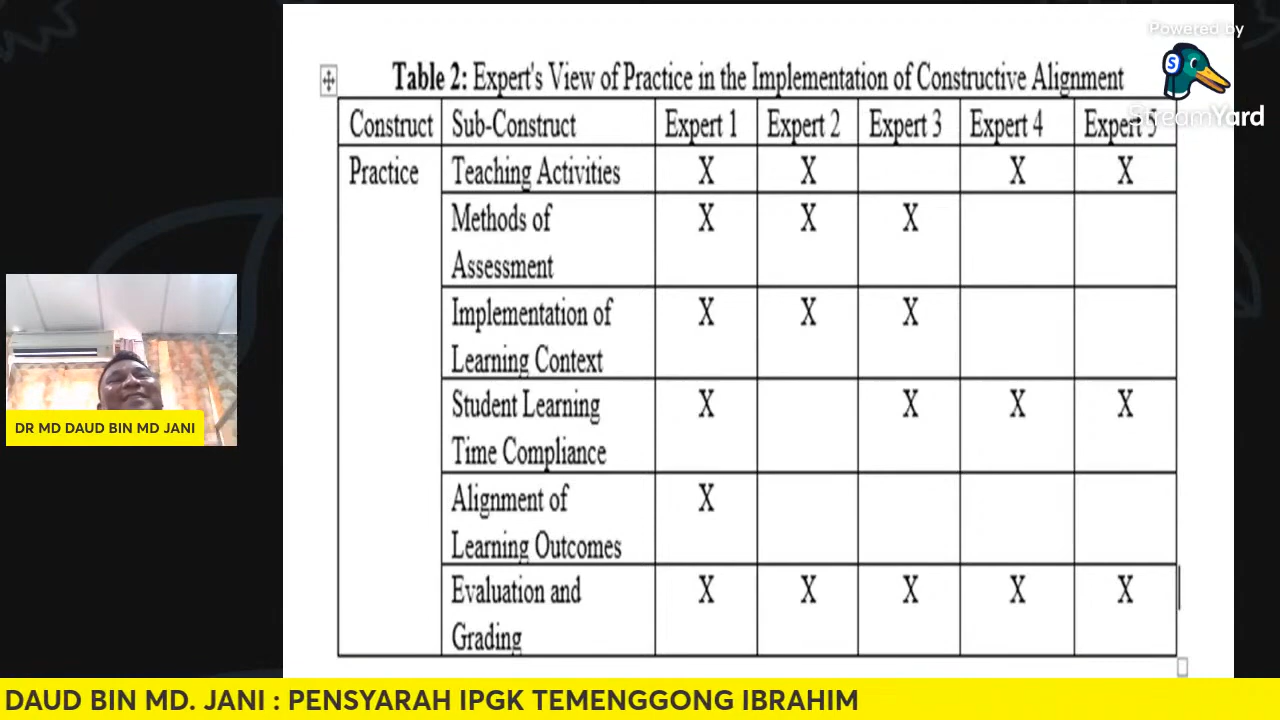 Powered by
StreamYard
Table 2: Expert's View of Practice in the Implementation of Constructive Alignment
Construct Sub-Construct Expert 1 Expert 2 Expert 3 Expert 4 Expert 5
Practice Teaching Activities X X X X
Methods of X X X
Assessment
Implementation of X X X
Learning Context
Student Learning X X X X
Time Compliance
Alignment of X
Learning Outcomes
Evaluation and X X X X X
Grading
DR MD DAUD BIN MD JANI
DAUD BIN MD. JANI : PENSYARAH IPGK TEMENGGONG IBRAHIM